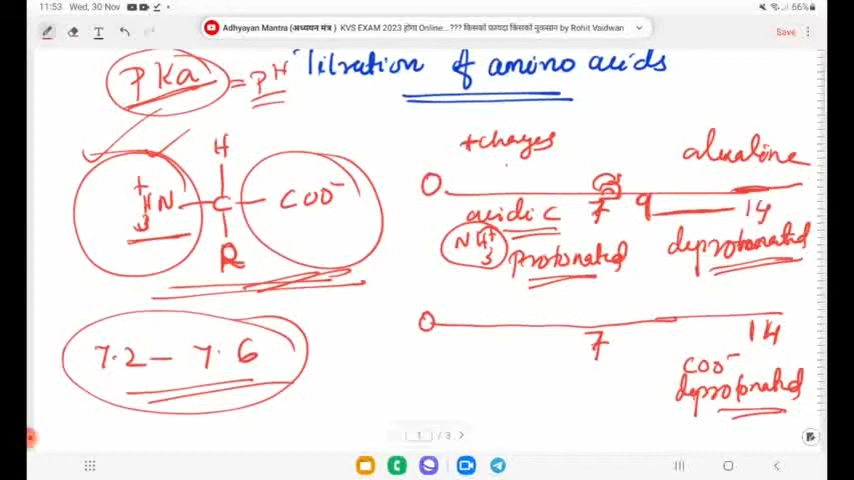 11:53 Wed, 30 Nov
66%
Adhyayan Mantra (अध्ययन मंत्र) KVS EXAM 2023 होगा Online...??? किसको फायदा किसको नुकसान by Rohit Vaidwan
T
Save
PKa = PH
Titration of amino acids
+charges
alkaline
H
+
H3N - C - COO-
R
0 7 9 14
acidic
NH3+ protonated
deprotonated
0 7 14
7.2 – 7.6
COO-
deprotonated
1 / 3